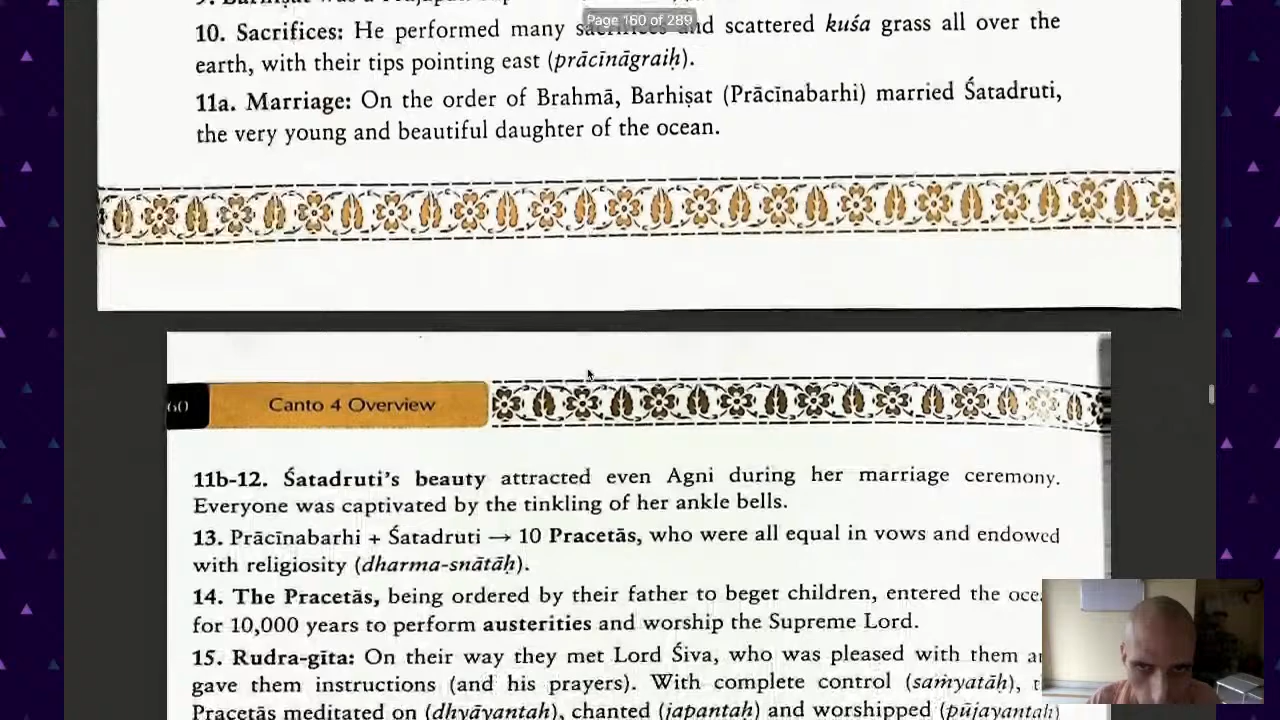 10. Sacrifices: He performed many sacrifices and scattered kuśa grass all over the
Page 160 of 289
earth, with their tips pointing east (prācīnāgraiḥ).
11a. Marriage: On the order of Brahmā, Barhiṣat (Prācīnabarhi) married Śatadruti,
the very young and beautiful daughter of the ocean.
60
Canto 4 Overview
11b-12. Śatadruti's beauty attracted even Agni during her marriage ceremony.
Everyone was captivated by the tinkling of her ankle bells.
13. Prācīnabarhi + Śatadruti → 10 Pracetās, who were all equal in vows and endowed
with religiosity (dharma-snātāḥ).
14. The Pracetās, being ordered by their father to beget children, entered the
for 10,000 years to perform austerities and worship the Supreme Lord.
15. Rudra-gīta: On their way they met Lord Śiva, who was pleased with them
gave them instructions (and his prayers). With complete control (saṁyatāḥ),
Pracetās meditated on (dhyāyantaḥ), chanted (japantaḥ) and worshipped (pūjayantaḥ)